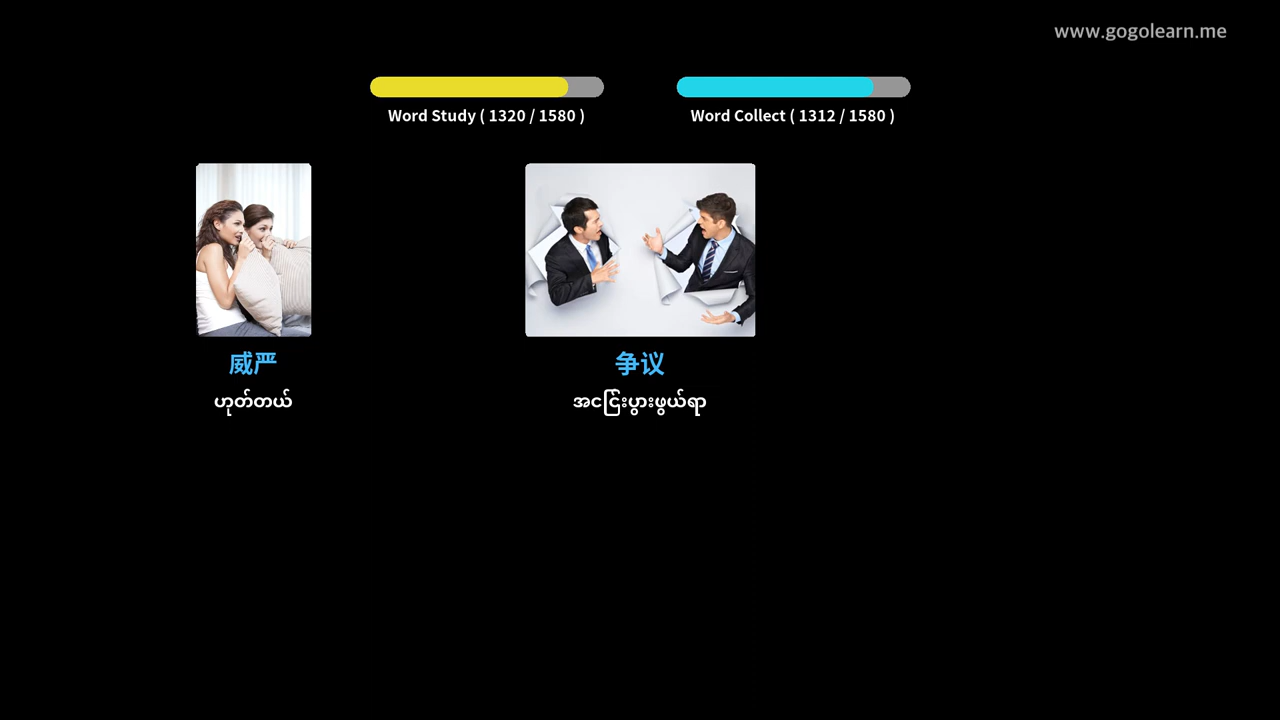 www.gogolearn.me
Word Study ( 1320 / 1580 )
Word Collect ( 1312 / 1580 )
威严
ဟုတ်တယ်
争议
အငငြ်းပွားဖွယ်ရာ